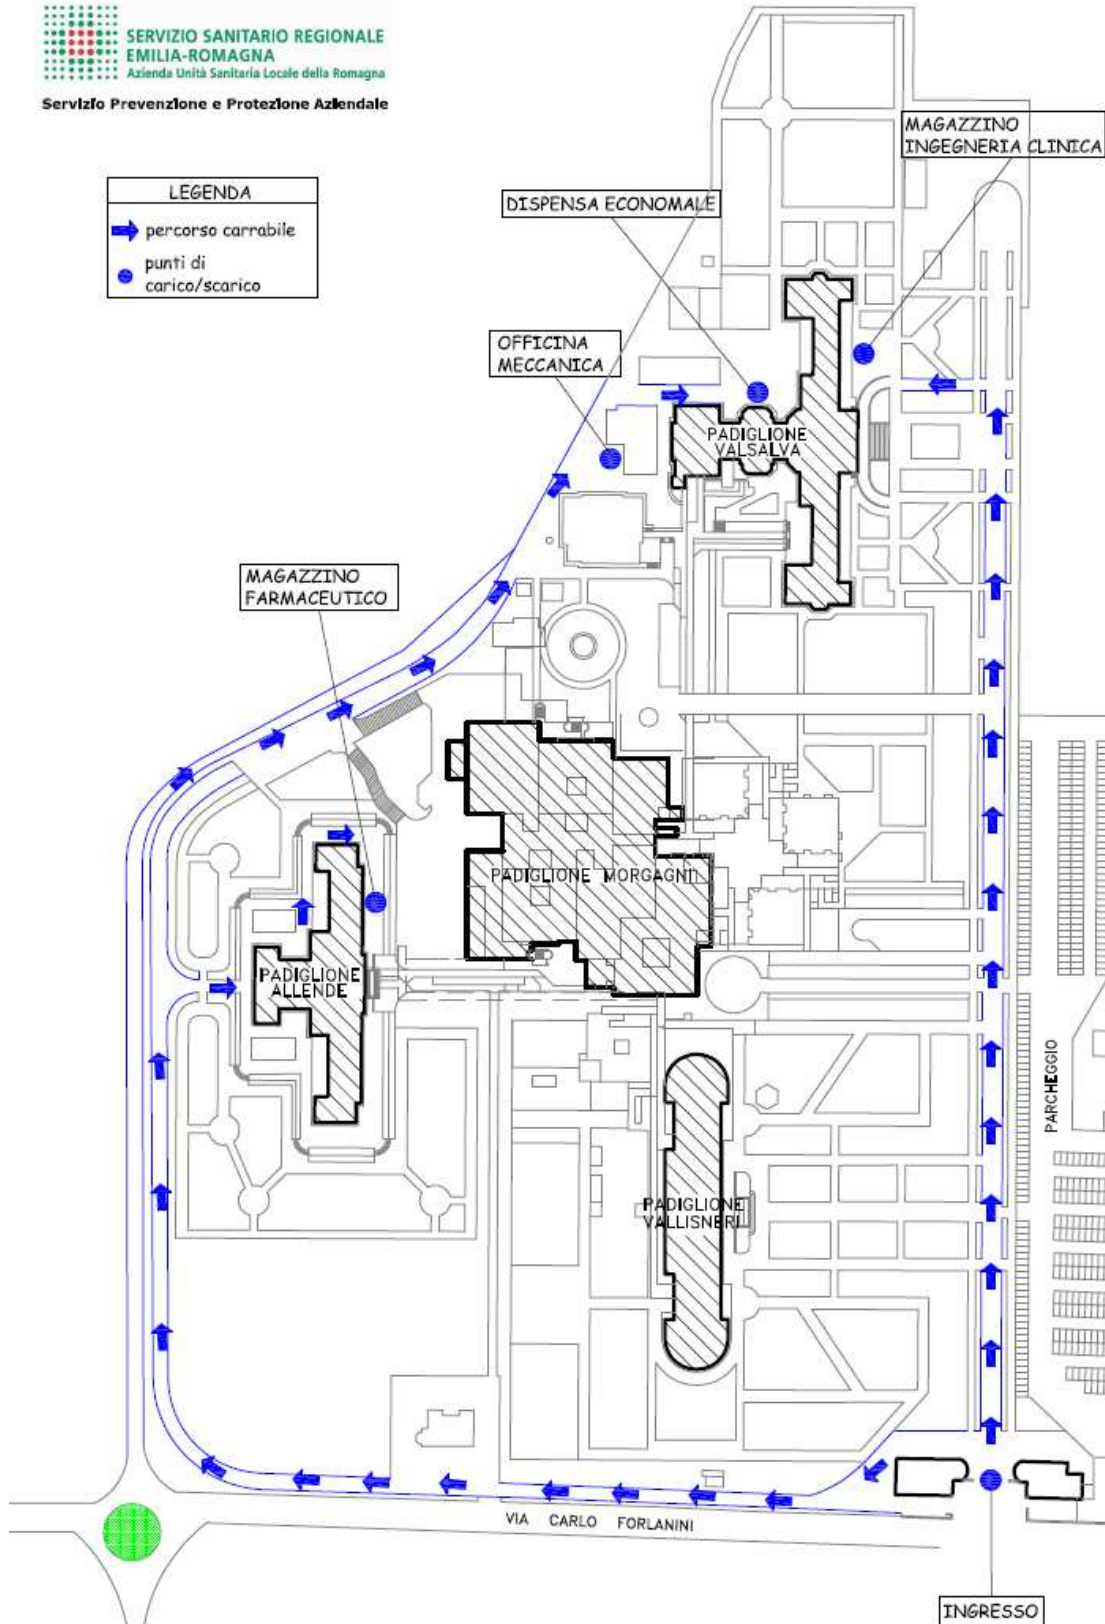 SERVIZIO SANITARIO REGIONALE
EMILIA-ROMAGNA
Azienda Unità Sanitaria Locale della Romagna
Servizio Prevenzione e Protezione Aziendale
LEGENDA
percorso carrabile
punti di
carico/scarico
MAGAZZINO
INGEGNERIA CLINICA
DISPENSA ECONOMALE
OFFICINA
MECCANICA
PADIGLIONE
VALSALVA
MAGAZZINO
FARMACEUTICO
PADIGLIONE MORGAGNI
PADIGLIONE
ALLENDE
PARCHEGGIO
PADIGLIONE
VALLISNERI
VIA CARLO FORLANINI
INGRESSO